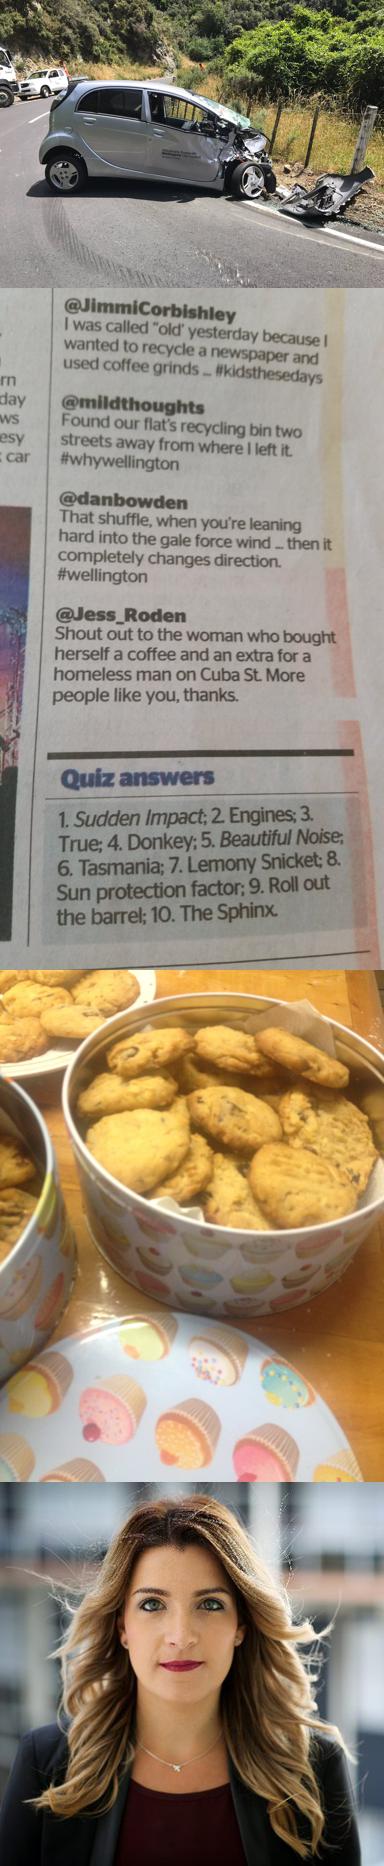 rn
day
ws
esy
car
@JimmiCorbishley
I was called "old' yesterday because I
wanted to recycle a newspaper and
used coffee grinds ... #kidsthesedays
@mildthoughts
Found our flat's recycling bin two
streets away from where I left it.
#whywellington
@danbowden
That shuffle, when you're leaning
hard into the gale force wind ... then it
completely changes direction.
#wellington
@Jess_Roden
Shout out to the woman who bought
herself a coffee and an extra for a
homeless man on Cuba St. More
people like you, thanks.
Quiz answers
1. Sudden Impact; 2. Engines; 3.
True; 4. Donkey; 5. Beautiful Noise;
6. Tasmania; 7. Lemony Snicket; 8.
Sun protection factor; 9. Roll out
the barrel; 10. The Sphinx.